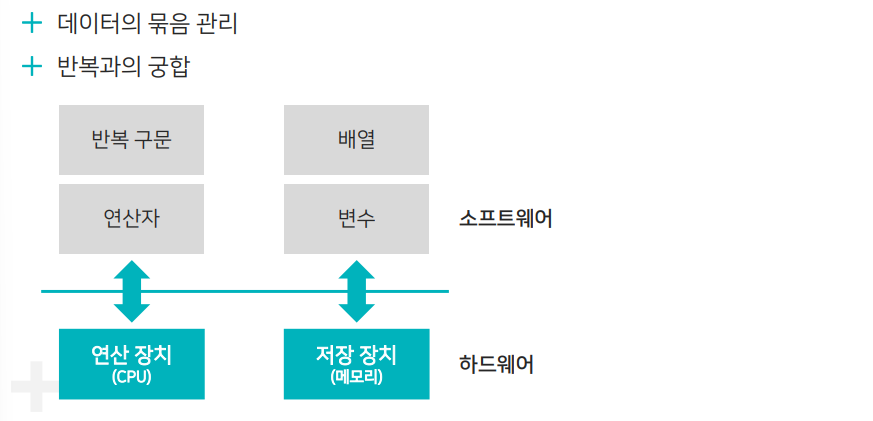 + 데이터의 묶음 관리
+ 반복과의 궁합
반복 구문
배열
연산자
변수
소프트웨어
연산 장치
(CPU)
저장 장치
(메모리)
하드웨어